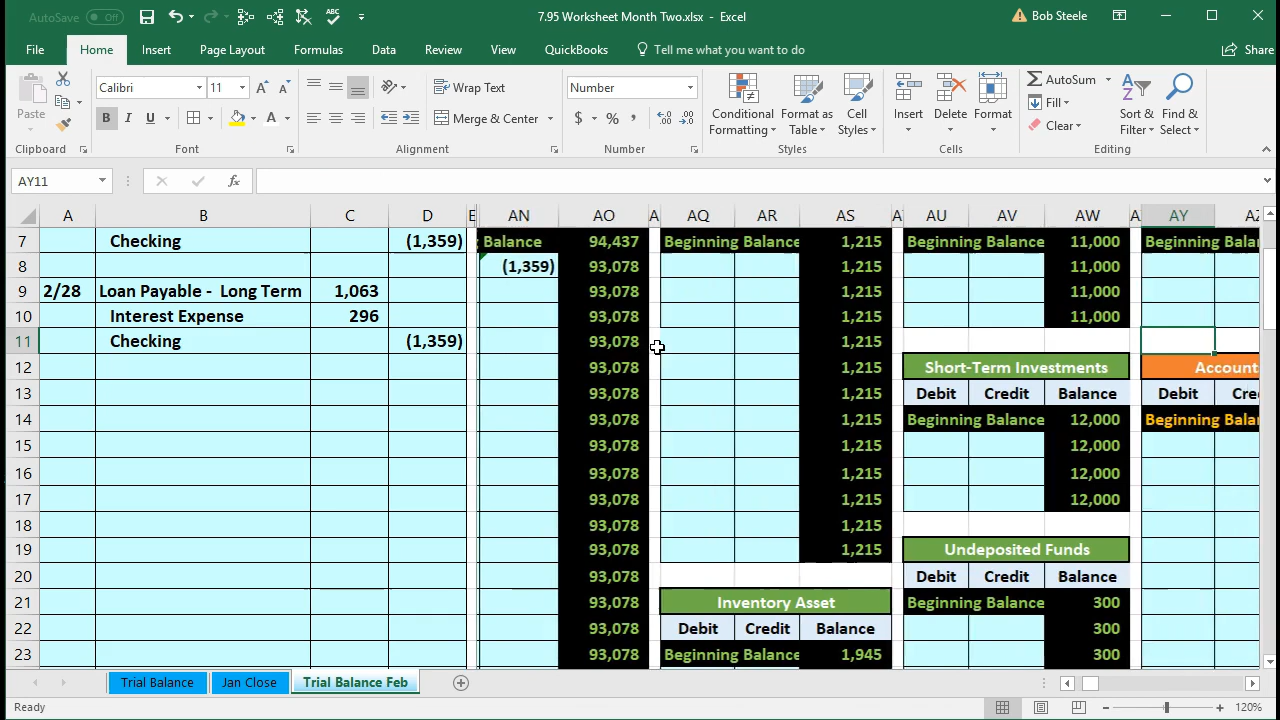 AutoSave Off 7.95 Worksheet Month Two.xlsx - Excel Bob Steele
File Home Insert Page Layout Formulas Data Review View QuickBooks Tell me what you want to do Share
Paste Calibri 11 A A Wrap Text Number Conditional Formatting Format as Table Cell Styles Insert Delete Format AutoSum Sort & Filter Find & Select
B I U A Merge & Center $ % , Fill
Clear
Clipboard Font Alignment Number Styles Cells Editing
AY11 fx
A B C D E AN AO A AQ AR AS A AU AV AW A AY AZ
7 Checking (1,359) Balance 94,437 Beginning Balance 1,215 Beginning Balance 11,000 Beginning Bala
8 (1,359) 93,078 1,215 11,000
9 2/28 Loan Payable - Long Term 1,063 93,078 1,215 11,000
10 Interest Expense 296 93,078 1,215 11,000
11 Checking (1,359) 93,078 1,215
12 93,078 1,215 Short-Term Investments Account
13 93,078 1,215 Debit Credit Balance Debit Cre
14 93,078 1,215 Beginning Balance 12,000 Beginning Bala
15 93,078 1,215 12,000
16 93,078 1,215 12,000
17 93,078 1,215 12,000
18 93,078 1,215
19 93,078 1,215 Undeposited Funds
20 93,078 Debit Credit Balance
21 93,078 Inventory Asset Beginning Balance 300
22 93,078 Debit Credit Balance 300
23 93,078 Beginning Balance 1,945 300
Trial Balance Jan Close Trial Balance Feb
Ready 120%